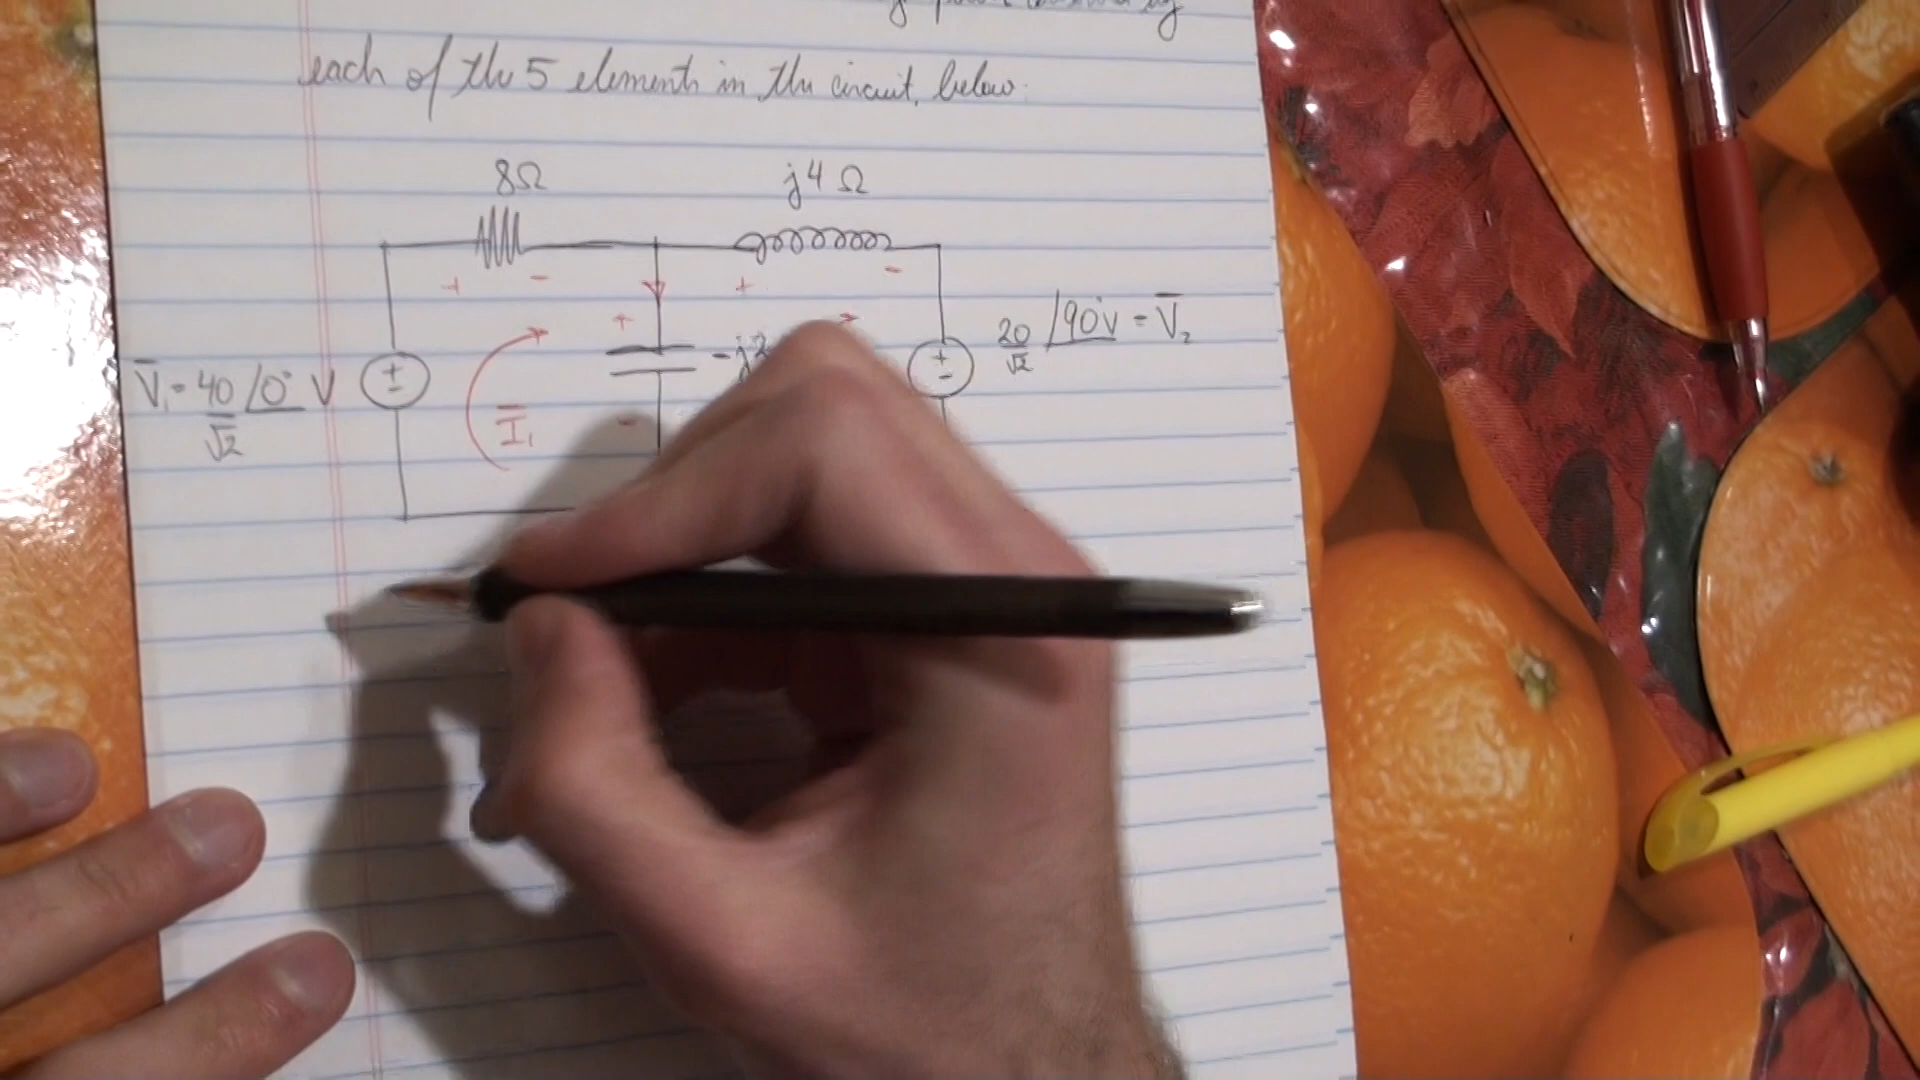 each of the 5 elements in the circuit below:
8Ω
j4 Ω
+ - + -
+
V̅₁ = 40/√2 ∠0° V
+ -
I̅₁
-
-j
+ -
20/√2 ∠90° V = V̅₂